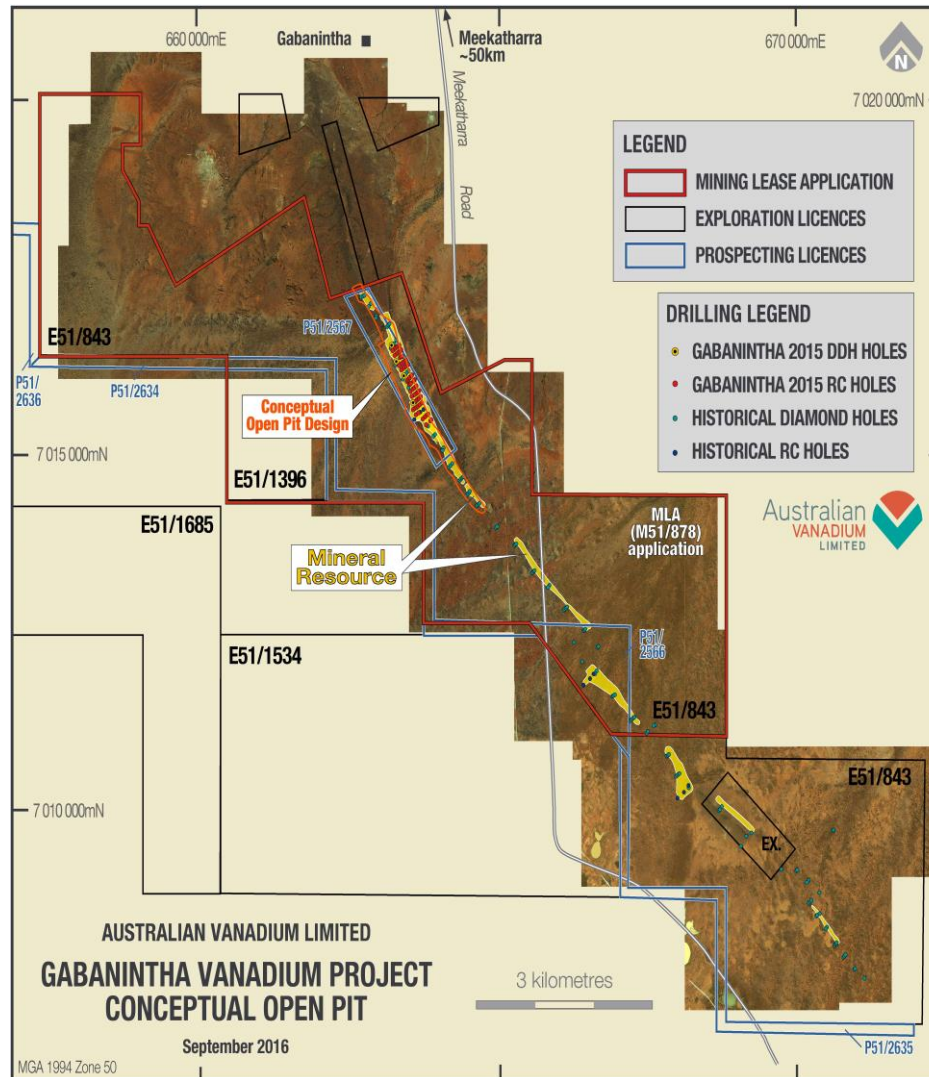 660 000mE
Gabanintha
Meekatharra
~50km
670 000mE
N
7 020 000mN
Meekatharra
Road
LEGEND
MINING LEASE APPLICATION
EXPLORATION LICENCES
PROSPECTING LICENCES
DRILLING LEGEND
GABANINTHA 2015 DDH HOLES
GABANINTHA 2015 RC HOLES
HISTORICAL DIAMOND HOLES
HISTORICAL RC HOLES
E51/843
P51/2567
P51/
2636
P51/2634
Conceptual
Open Pit Design
7 015 000mN
E51/1396
E51/1685
MLA
(M51/878)
application
Australian
VANADIUM
LIMITED
Mineral
Resource
E51/1534
P51/
2566
E51/843
E51/843
7 010 000mN
EX.
AUSTRALIAN VANADIUM LIMITED
GABANINTHA VANADIUM PROJECT
CONCEPTUAL OPEN PIT
September 2016
3 kilometres
P51/2635
MGA 1994 Zone 50